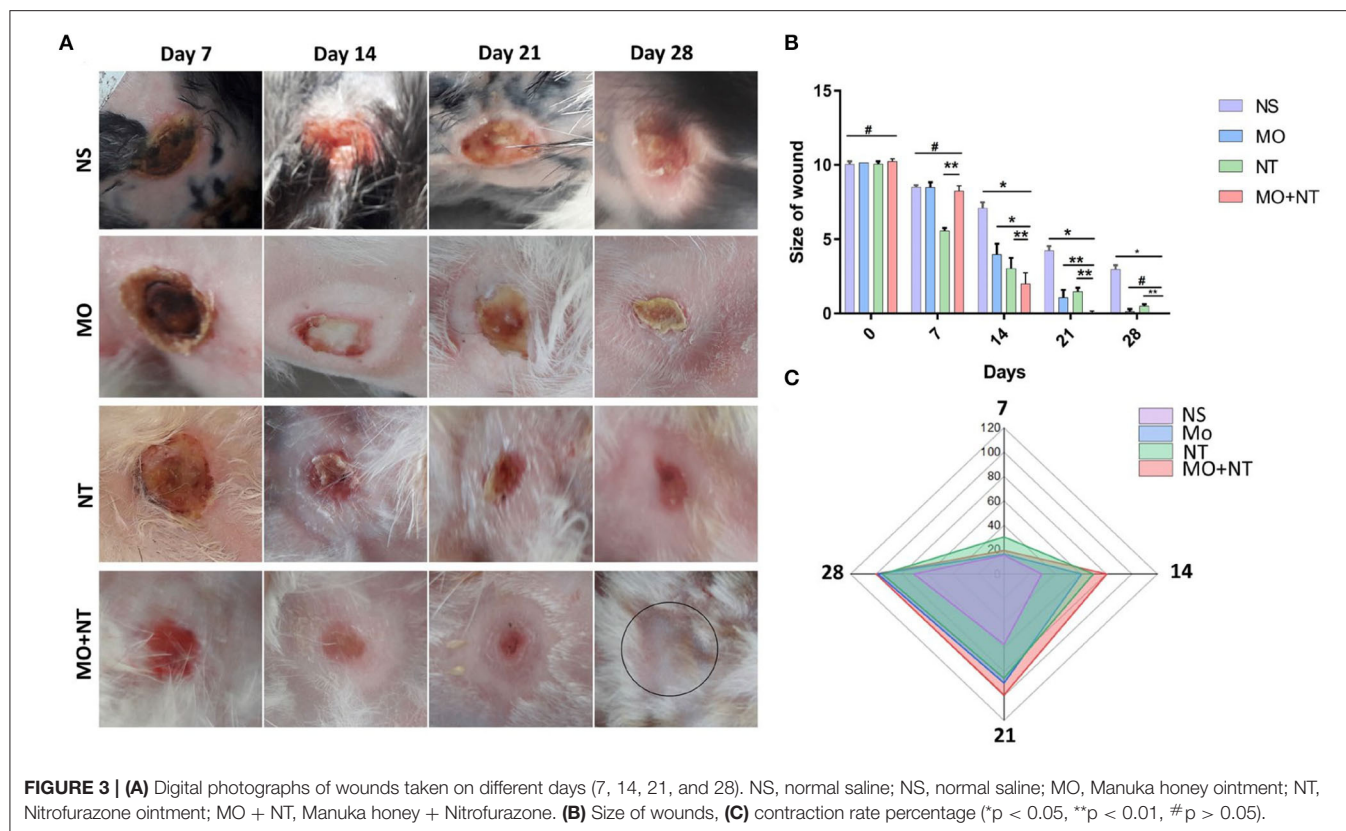 A
Day 7 Day 14 Day 21 Day 28
NS
MO
NT
MO+NT
B
15
10
5
0
Size of wound
# # ** * * ** * ** ** * # **
0 7 14 21 28
Days
NS
MO
NT
MO+NT
C
7
120
100
80
60
40
20
0
28
14
21
NS
Mo
NT
MO+NT
FIGURE 3 | (A) Digital photographs of wounds taken on different days (7, 14, 21, and 28). NS, normal saline; NS, normal saline; MO, Manuka honey ointment; NT,
Nitrofurazone ointment; MO + NT, Manuka honey + Nitrofurazone. (B) Size of wounds, (C) contraction rate percentage (*p < 0.05, **p < 0.01, #p > 0.05).